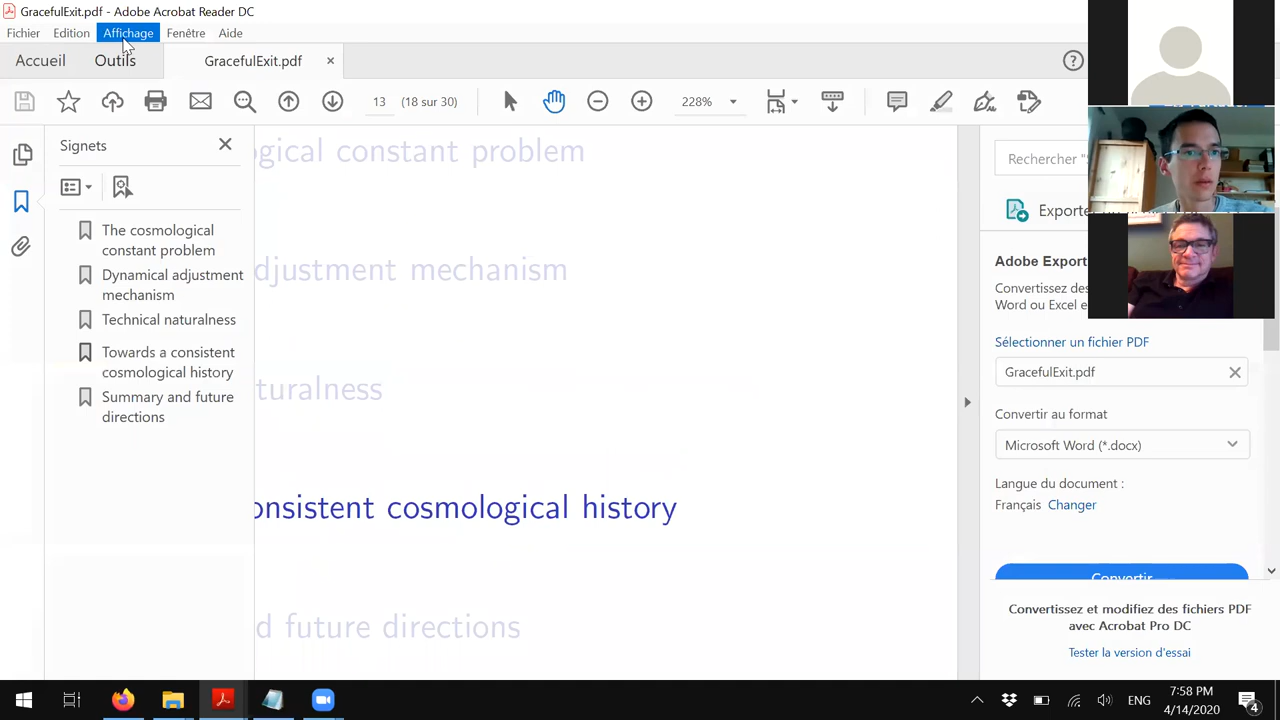 GracefulExit.pdf - Adobe Acrobat Reader DC
Fichier Edition Affichage Fenêtre Aide
Accueil Outils GracefulExit.pdf
13 (18 sur 30) 228%
Signets
The cosmological
constant problem
Dynamical adjustment
mechanism
Technical naturalness
Towards a consistent
cosmological history
Summary and future
directions
ogical constant problem
djustment mechanism
turalness
onsistent cosmological history
d future directions
Rechercher "
Exporter
Adobe Export
Convertissez des
Word ou Excel e
Sélectionner un fichier PDF
GracefulExit.pdf
Convertir au format
Microsoft Word (*.docx)
Langue du document :
Français Changer
Convertir
Convertissez et modifiez des fichiers PDF
avec Acrobat Pro DC
Tester la version d'essai
ENG
7:58 PM
4/14/2020
4